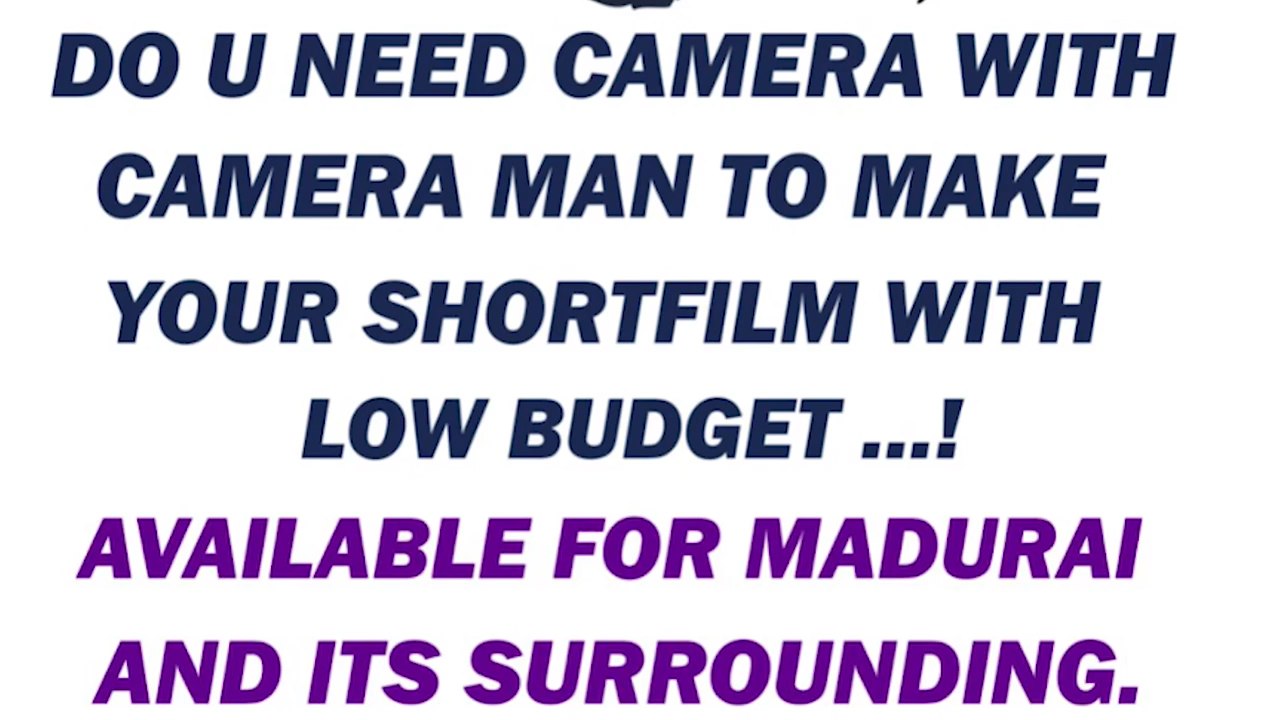 DO U NEED CAMERA WITH
CAMERA MAN TO MAKE
YOUR SHORTFILM WITH
LOW BUDGET ...!
AVAILABLE FOR MADURAI
AND ITS SURROUNDING.